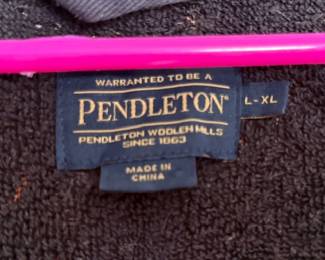 WARRANTED TO BE A
PENDLETON®
L-XL
PENDLETON WOOLEN MILLS
SINCE 1863
MADE IN
CHINA